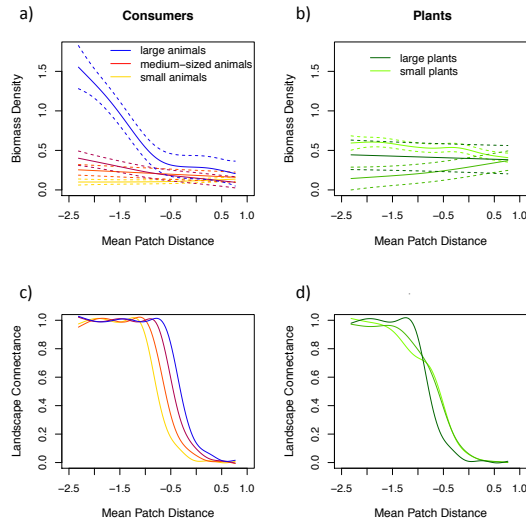 a) Consumers
large animals
medium-sized animals
small animals
Biomass Density
0.0 0.5 1.0 1.5
-2.5 -1.5 -0.5 0.5 1.0
Mean Patch Distance
b) Plants
large plants
small plants
Biomass Density
0.0 0.5 1.0 1.5
-2.5 -1.5 -0.5 0.5 1.0
Mean Patch Distance
c)
Landscape Connectance
0.0 0.2 0.4 0.6 0.8 1.0
-2.5 -1.5 -0.5 0.5 1.0
Mean Patch Distance
d)
Landscape Connectance
0.0 0.2 0.4 0.6 0.8 1.0
-2.5 -1.5 -0.5 0.5 1.0
Mean Patch Distance